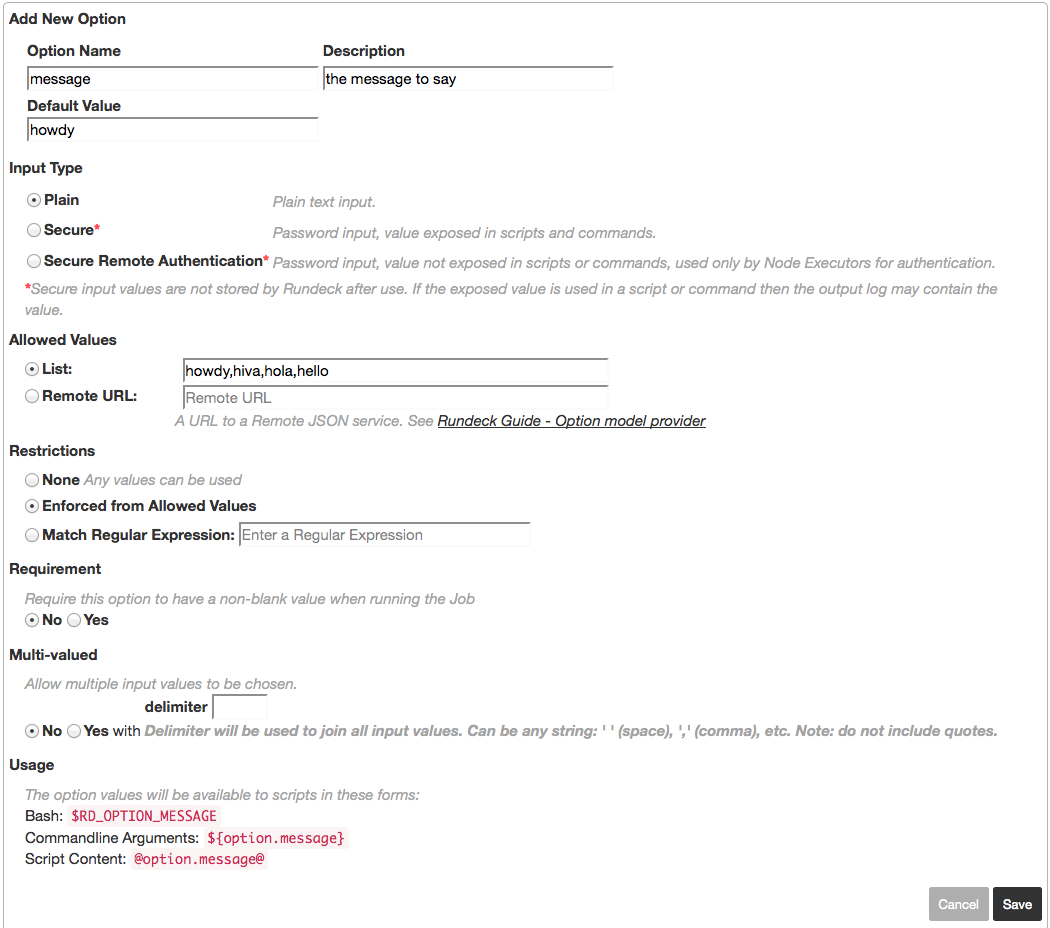 Add New Option
Option Name Description
message the message to say
Default Value
howdy
Input Type
Plain Plain text input.
Secure* Password input, value exposed in scripts and commands.
Secure Remote Authentication* Password input, value not exposed in scripts or commands, used only by Node Executors for authentication.
*Secure input values are not stored by Rundeck after use. If the exposed value is used in a script or command then the output log may contain the
value.
Allowed Values
List: howdy,hiva,hola,hello
Remote URL: Remote URL
A URL to a Remote JSON service. See Rundeck Guide - Option model provider
Restrictions
None Any values can be used
Enforced from Allowed Values
Match Regular Expression: Enter a Regular Expression
Requirement
Require this option to have a non-blank value when running the Job
No Yes
Multi-valued
Allow multiple input values to be chosen.
delimiter
No Yes with Delimiter will be used to join all input values. Can be any string: ' ' (space), ',' (comma), etc. Note: do not include quotes.
Usage
The option values will be available to scripts in these forms:
Bash: $RD_OPTION_MESSAGE
Commandline Arguments: ${option.message}
Script Content: @option.message@
Cancel Save